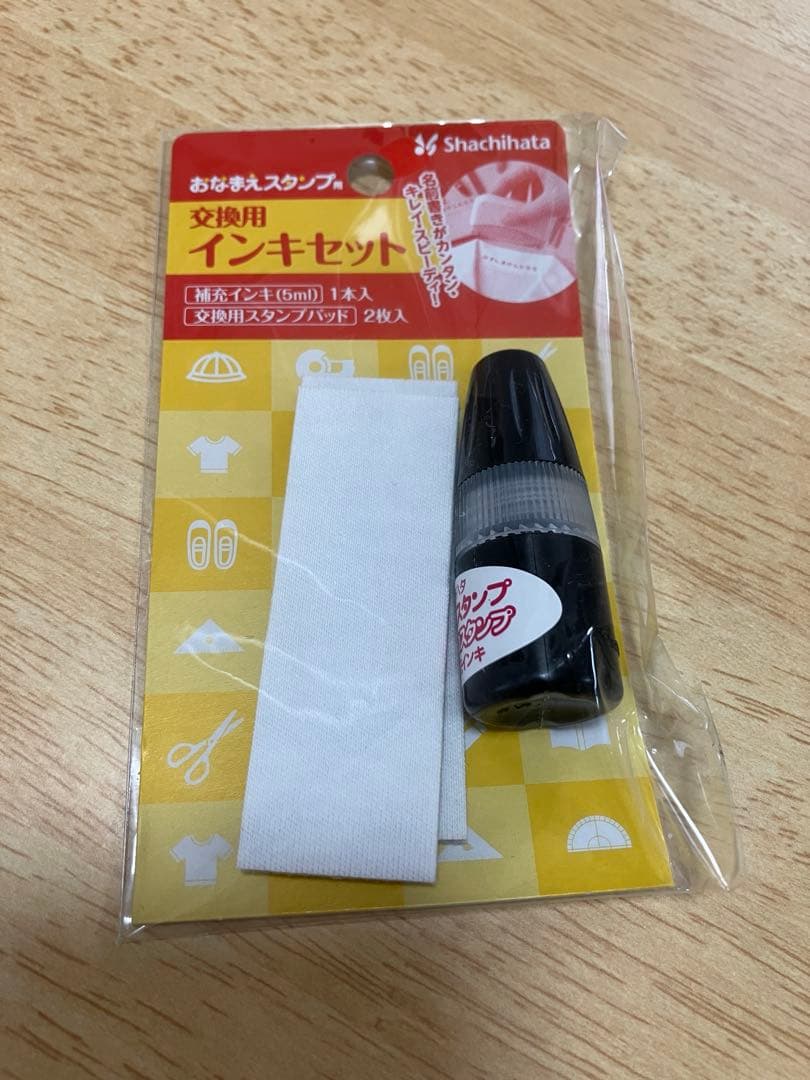 Shachihata
おなまえスタンプ用
交換用
インキセット
名前書きがカンタン・
キレイ・スピーディー
補充インキ(5ml) 1本入
交換用スタンプパッド 2枚入
スタンプ
スタンプ
インキ